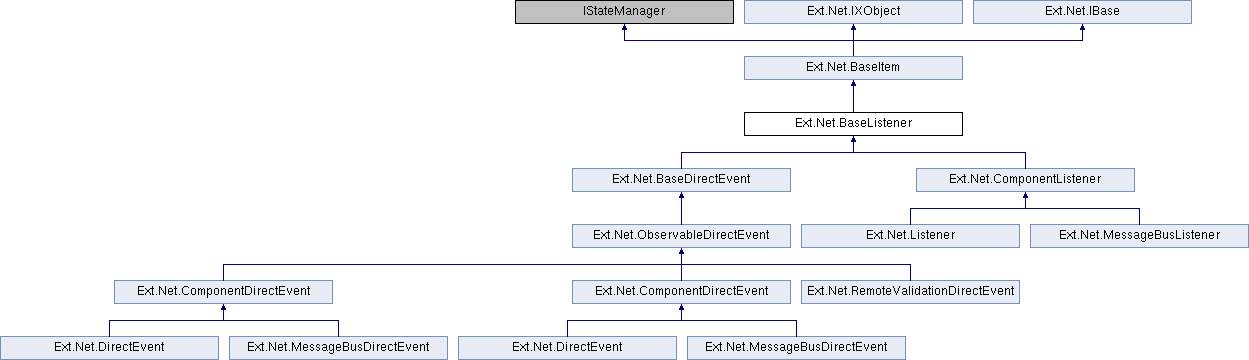 IStateManager
Ext.Net.IXObject
Ext.Net.IBase
Ext.Net.BaseItem
Ext.Net.BaseListener
Ext.Net.BaseDirectEvent
Ext.Net.ComponentListener
Ext.Net.ObservableDirectEvent
Ext.Net.Listener
Ext.Net.MessageBusListener
Ext.Net.ComponentDirectEvent
Ext.Net.ComponentDirectEvent
Ext.Net.RemoteValidationDirectEvent
Ext.Net.DirectEvent
Ext.Net.MessageBusDirectEvent
Ext.Net.DirectEvent
Ext.Net.MessageBusDirectEvent